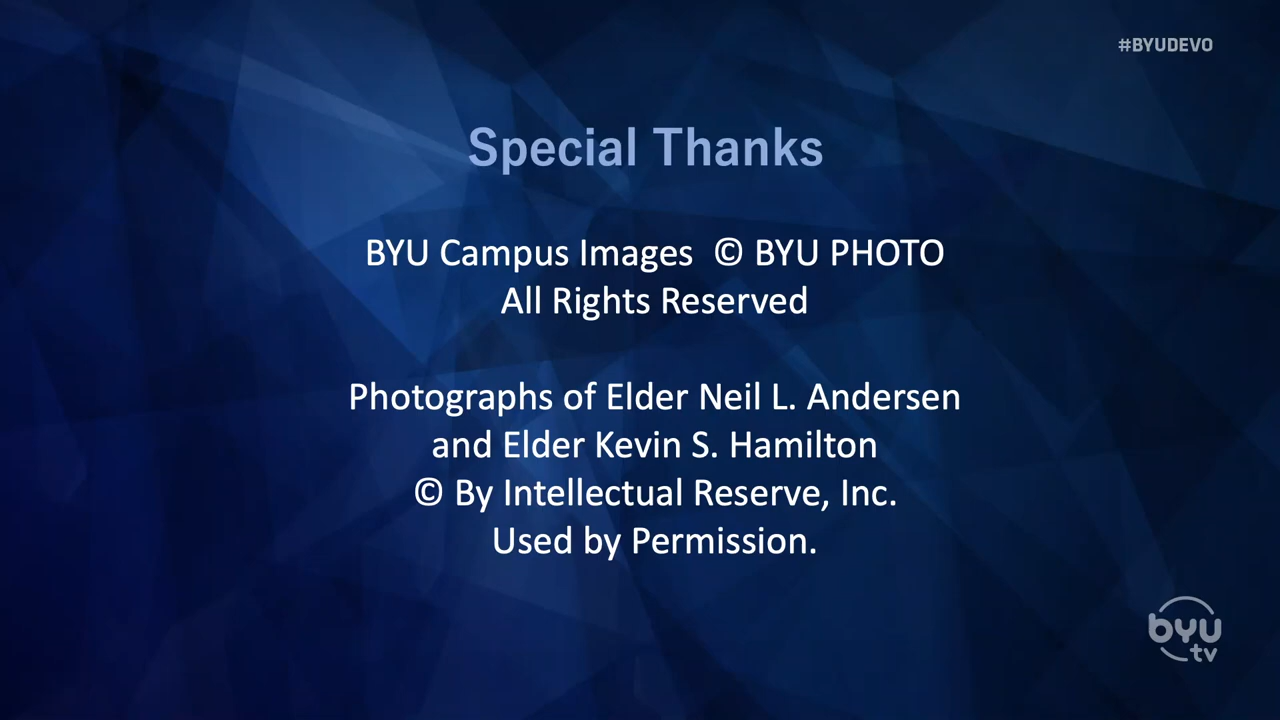 #BYUDEVO
Special Thanks
BYU Campus Images © BYU PHOTO
All Rights Reserved
Photographs of Elder Neil L. Andersen
and Elder Kevin S. Hamilton
© By Intellectual Reserve, Inc.
Used by Permission.
byu
tv